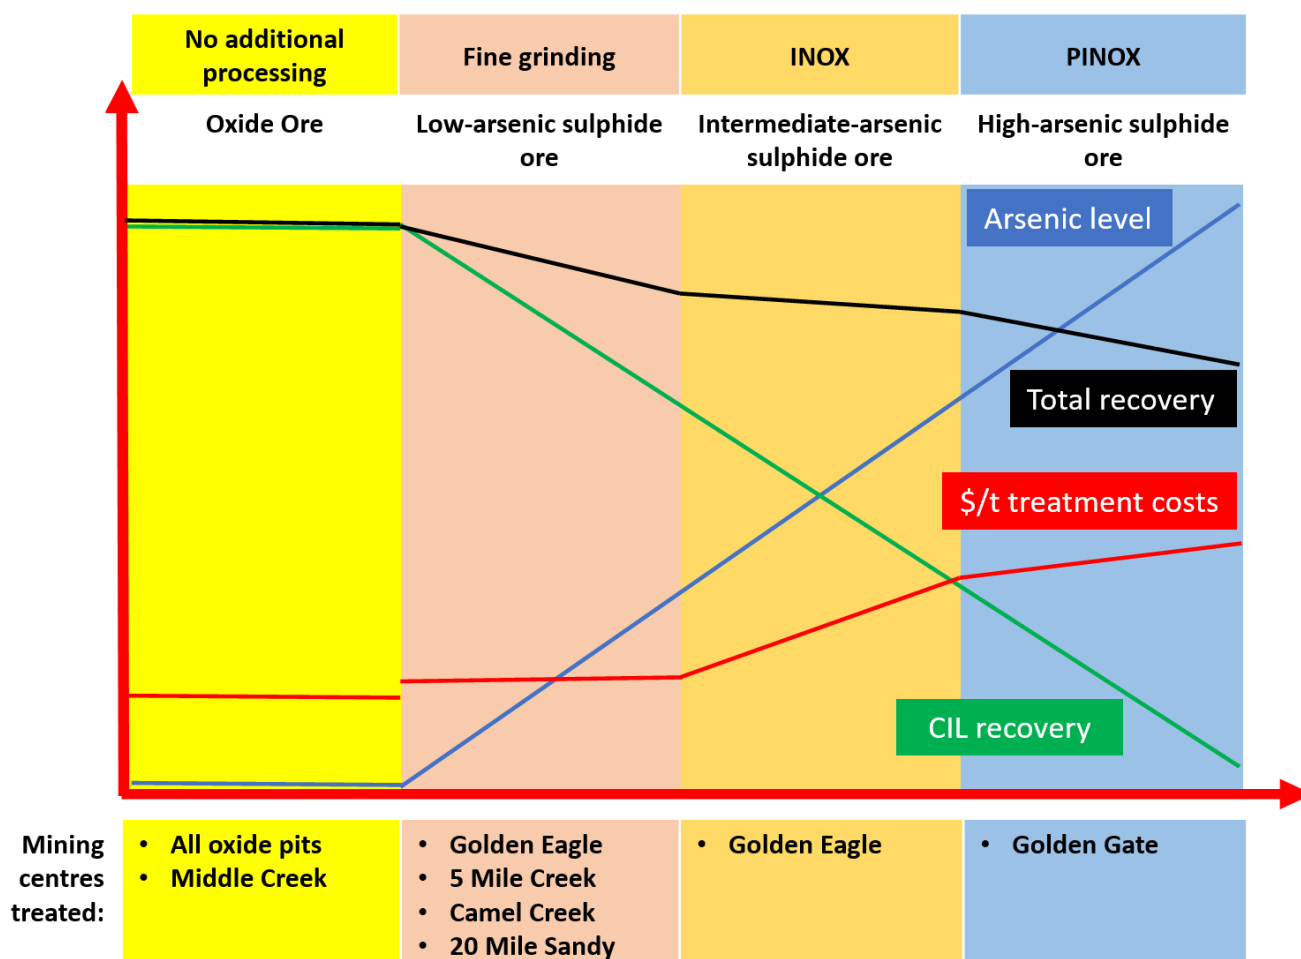 No additional
processing
Fine grinding
INOX
PINOX
Oxide Ore
Low-arsenic sulphide
ore
Intermediate-arsenic
sulphide ore
High-arsenic sulphide
ore
Arsenic level
Total recovery
$/t treatment costs
CIL recovery
Mining
centres
treated:
• All oxide pits
• Middle Creek
• Golden Eagle
• 5 Mile Creek
• Camel Creek
• 20 Mile Sandy
• Golden Eagle
• Golden Gate